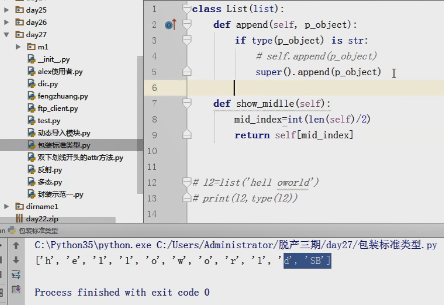 day25
day26
day27
m1
__init__.py
alex使用者.py
dic.py
fengzhuang.py
ftp_client.py
test.py
动态导入模块.py
包装标准类型.py
双下划线开头的attr方法.py
反射.py
多态.py
封装示范一.py
dirname1
day22.zip
1 class List(list):
2 def append(self, p_object):
3 if type(p_object) is str:
4 # self.append(p_object)
5 super().append(p_object)
6
7 def show_midlle(self):
8 mid_index=int(len(self)/2)
9 return self[mid_index]
10
11
12 # l2=list('hell oworld')
13 # print(l2,type(l2))
14
包装标准类型
C:\Python35\python.exe C:/Users/Administrator/脱产三期/day27/包装标准类型.py
['h', 'e', 'l', 'l', 'o', 'w', 'o', 'r', 'l', 'd', 'SB']
Process finished with exit code 0